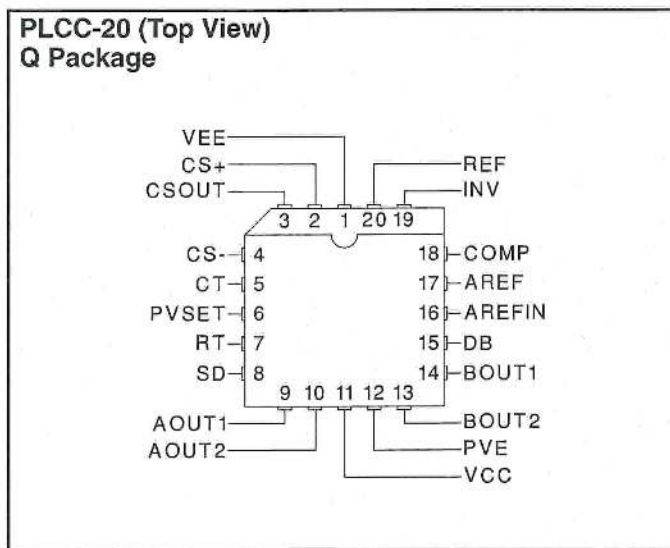 PLCC-20 (Top View)
Q Package
VEE
CS+
CSOUT
REF
INV
3 2 1 20 19
CS- 4
CT 5
PVSET 6
RT 7
SD 8
18 COMP
17 AREF
16 AREFIN
15 DB
14 BOUT1
9 10 11 12 13
AOUT1
AOUT2
BOUT2
PVE
VCC